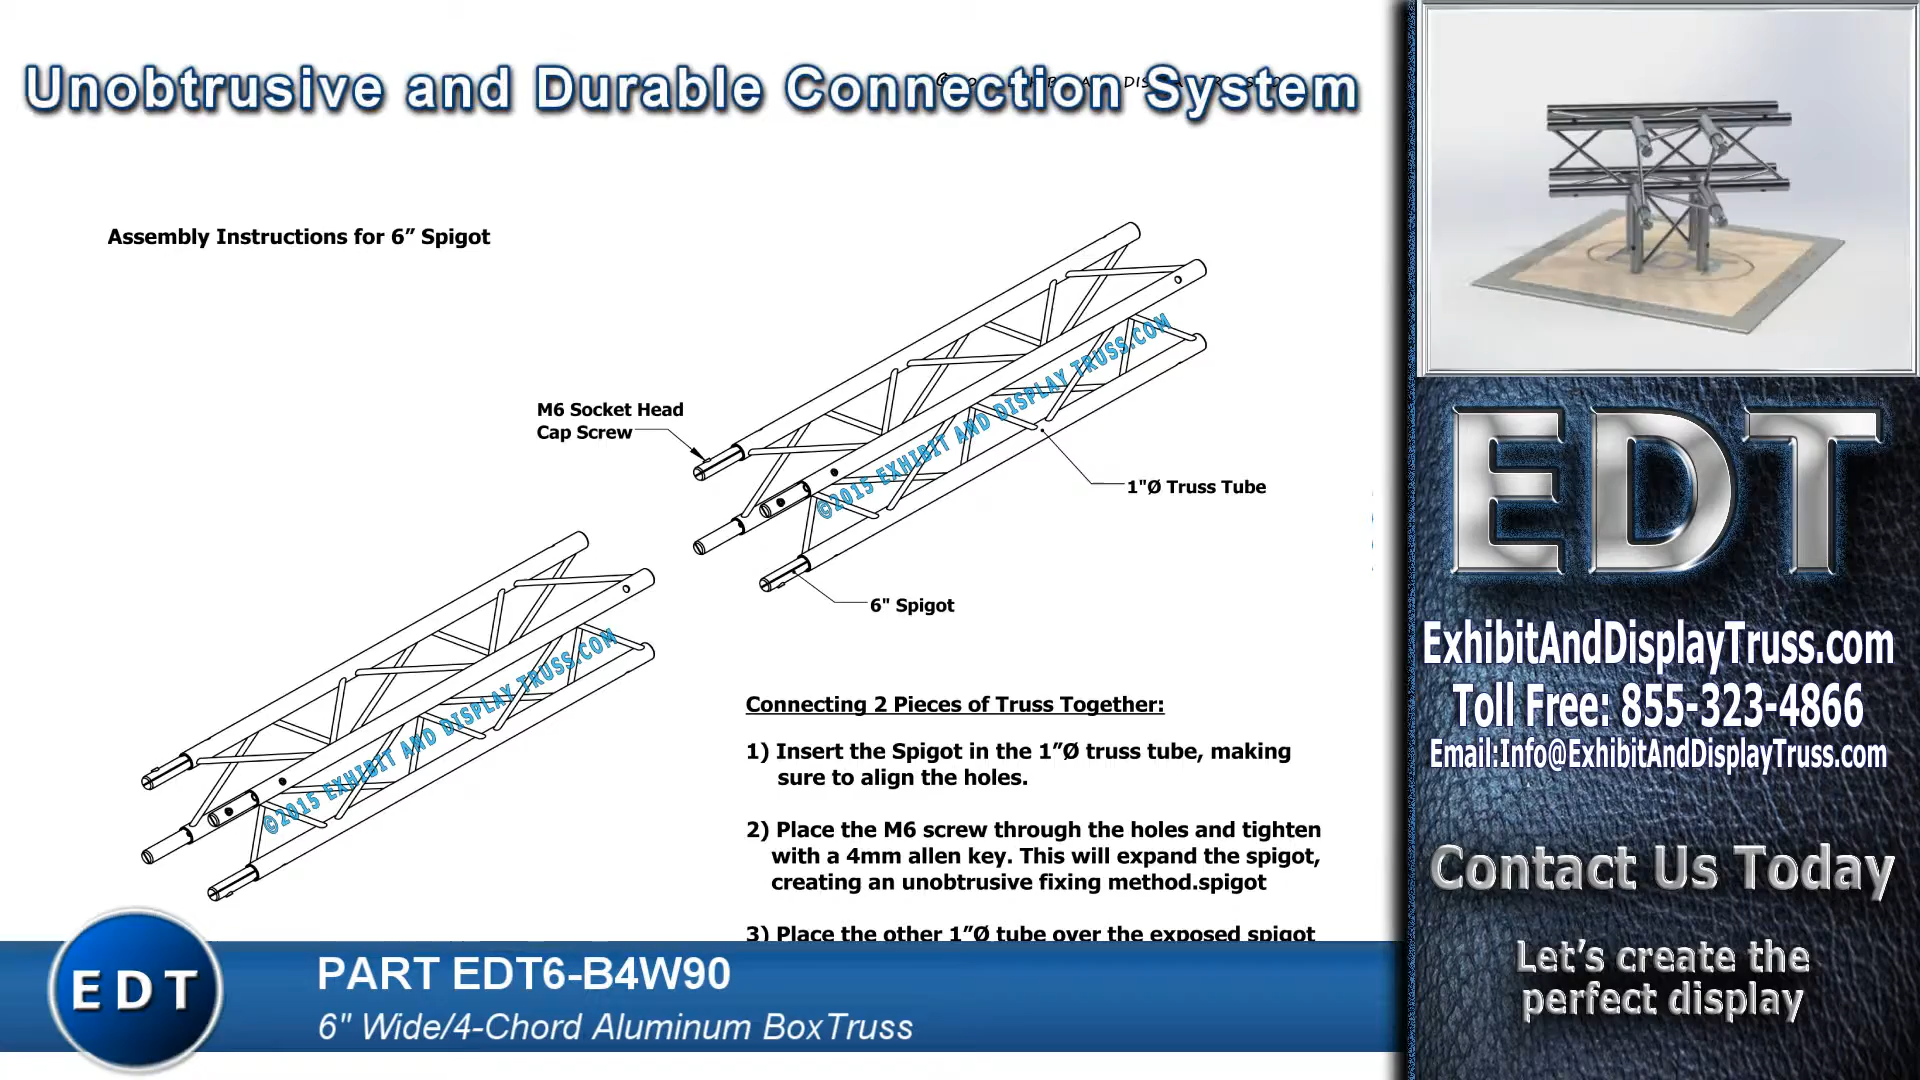 Unobtrusive and Durable Connection System
Assembly Instructions for 6” Spigot
M6 Socket Head
Cap Screw
©2015 EXHIBIT AND DISPLAY TRUSS.COM
1"Ø Truss Tube
6" Spigot
©2015 EXHIBIT AND DISPLAY TRUSS.COM
Connecting 2 Pieces of Truss Together:
1) Insert the Spigot in the 1”Ø truss tube, making
sure to align the holes.
2) Place the M6 screw through the holes and tighten
with a 4mm allen key. This will expand the spigot,
creating an unobtrusive fixing method.spigot
3) Place the other 1”Ø tube over the exposed spigot
EDT
PART EDT6-B4W90
6" Wide/4-Chord Aluminum BoxTruss
EDT
ExhibitAndDisplayTruss.com
Toll Free: 855-323-4866
Email:Info@ExhibitAndDisplayTruss.com
Contact Us Today
Let’s create the
perfect display